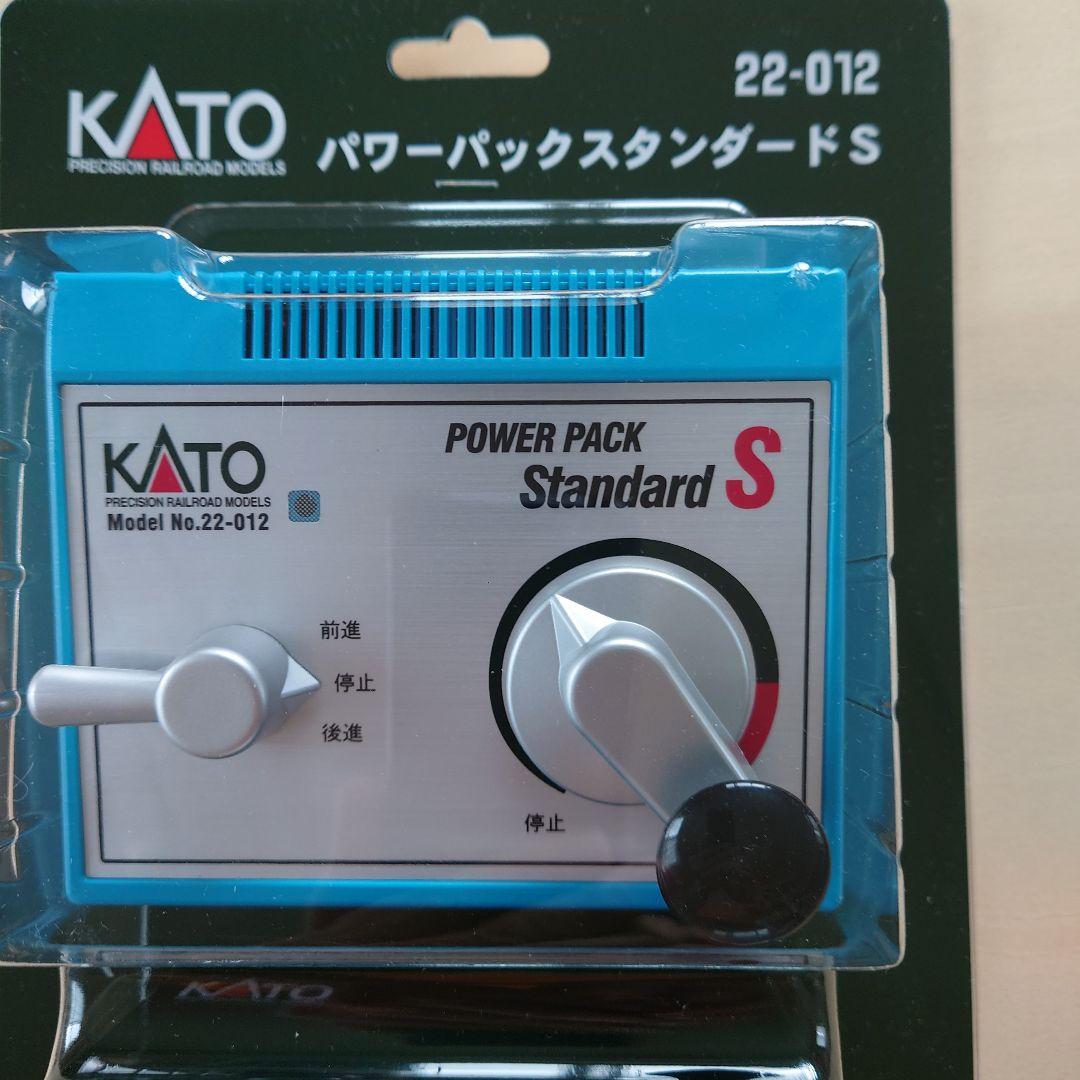 22-012
KATO
PRECISION RAILROAD MODELS
パワーパックスタンダードS
POWER PACK
Standard S
KATO
PRECISION RAILROAD MODELS
Model No.22-012
前進
停止
後進
停止
KATO